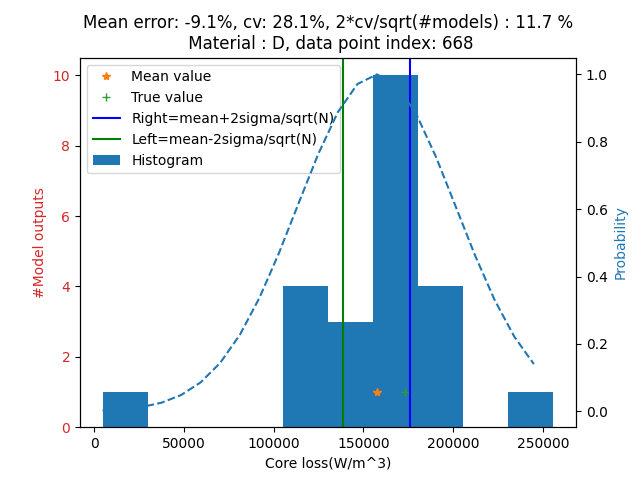 Mean error: -9.1%, cv: 28.1%, 2*cv/sqrt(#models) : 11.7 %
Material : D, data point index: 668
Mean value
True value
Right=mean+2sigma/sqrt(N)
Left=mean-2sigma/sqrt(N)
Histogram
#Model outputs
10
8
6
4
2
0
1.0
0.8
0.6
0.4
0.2
0.0
Probability
0
50000
100000
150000
200000
250000
Core loss(W/m^3)